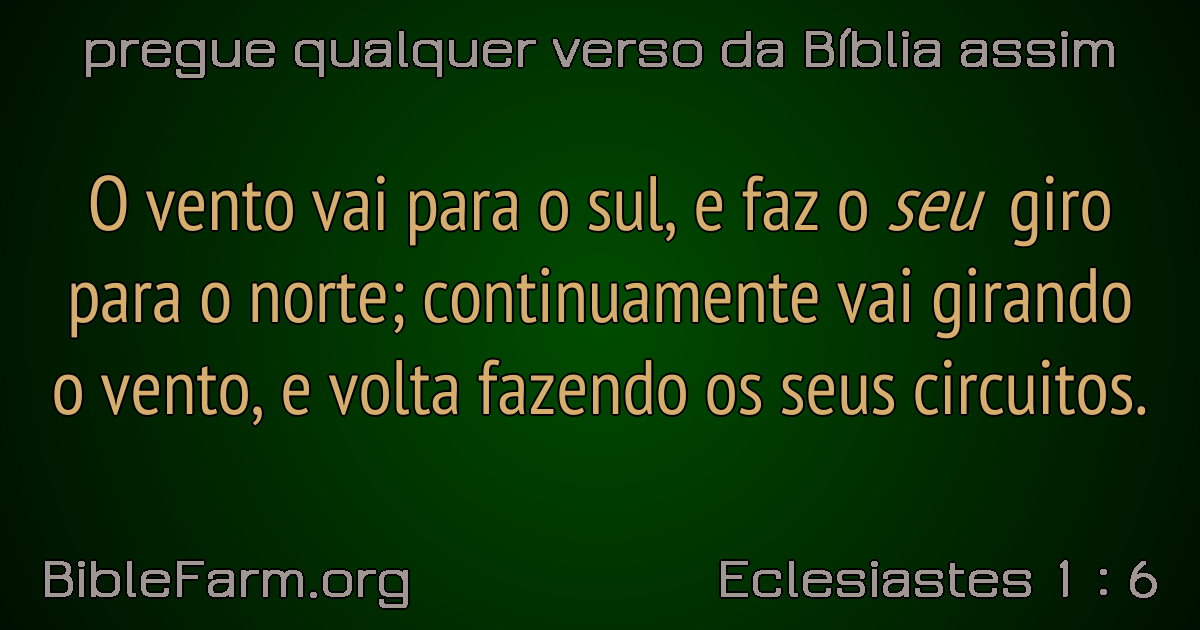 pregue qualquer verso da Bíblia assim
O vento vai para o sul, e faz o seu giro
para o norte; continuamente vai girando
o vento, e volta fazendo os seus circuitos.
BibleFarm.org
Eclesiastes 1 : 6